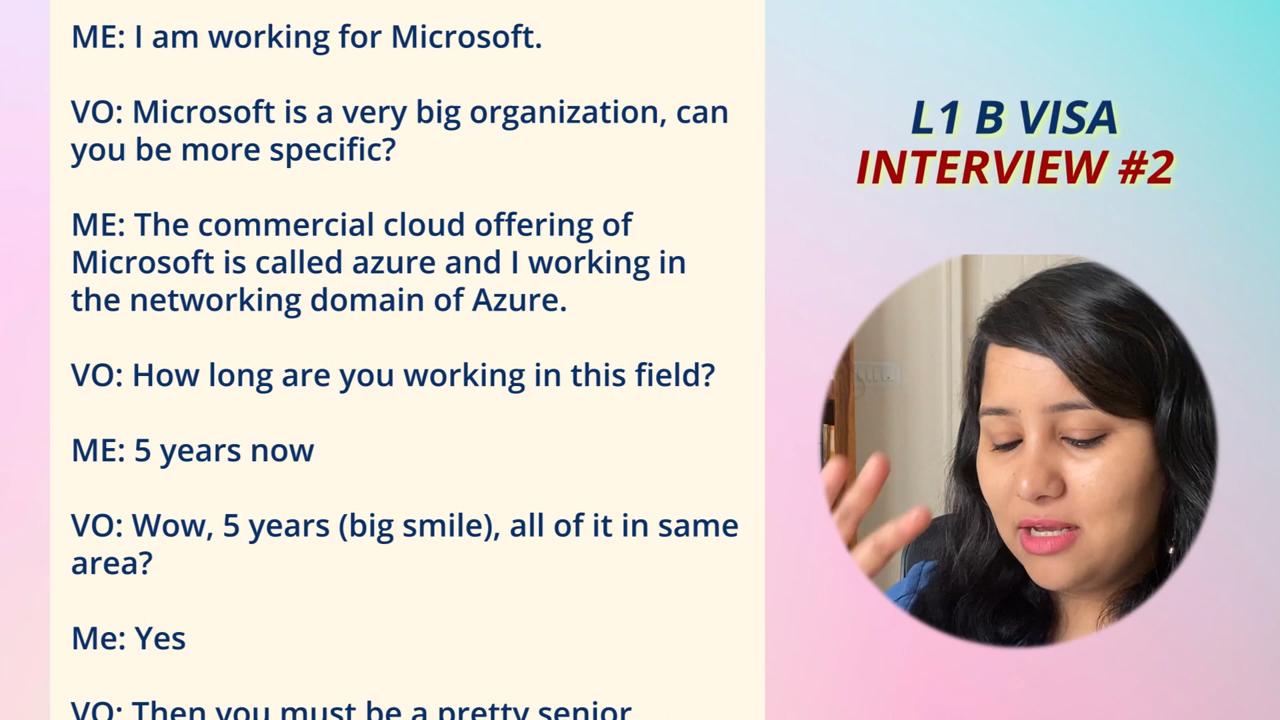 ME: I am working for Microsoft.
VO: Microsoft is a very big organization, can
you be more specific?
ME: The commercial cloud offering of
Microsoft is called azure and I working in
the networking domain of Azure.
VO: How long are you working in this field?
ME: 5 years now
VO: Wow, 5 years (big smile), all of it in same
area?
Me: Yes
VO: Then you must be a pretty senior
L1 B VISA
INTERVIEW #2